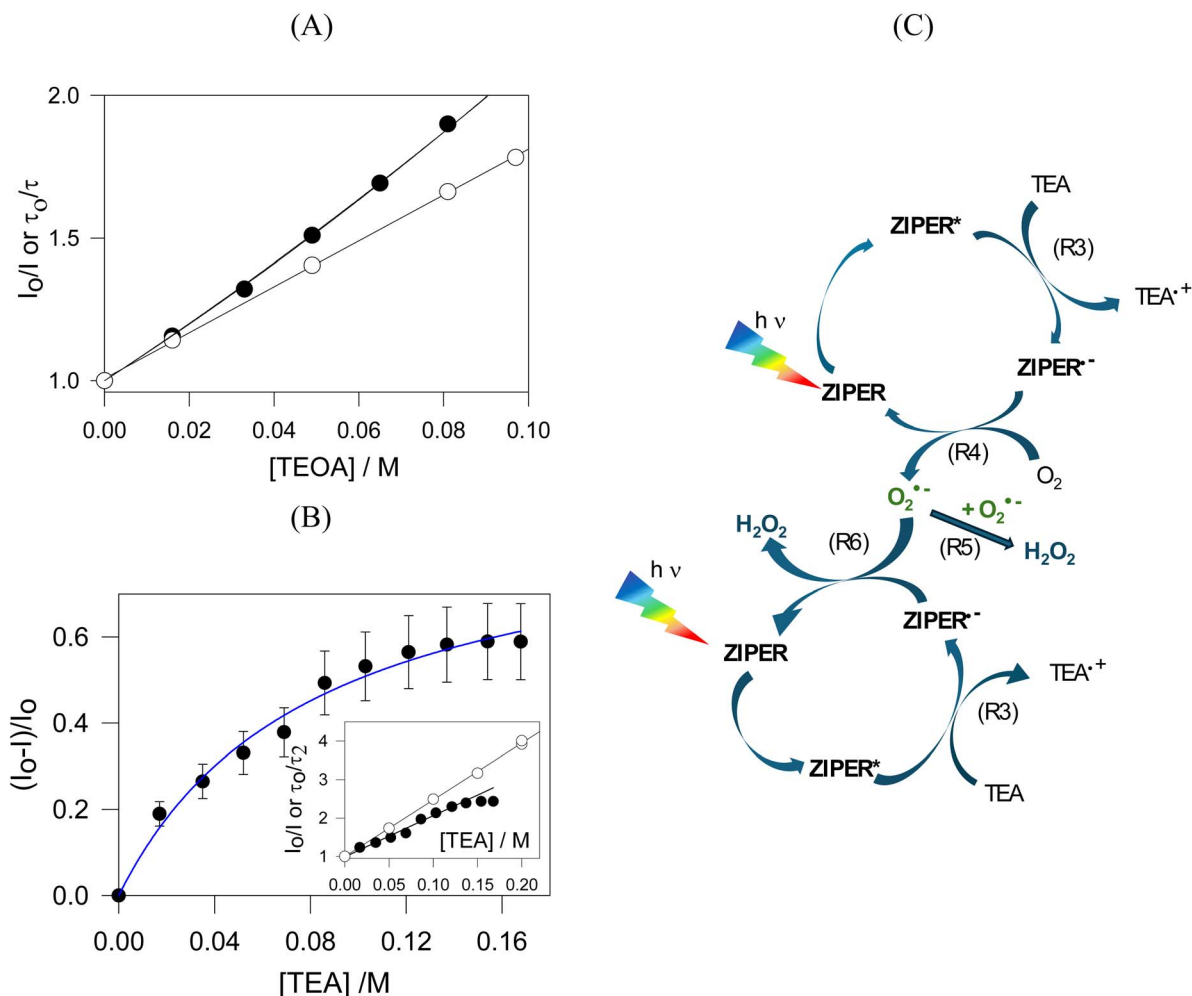 (A)
2.0
1.5
1.0
I₀/I or τ₀/τ
0.00 0.02 0.04 0.06 0.08 0.10
[TEOA] / M
(B)
0.6
0.4
0.2
0.0
(I₀-I)/I₀
0.00 0.04 0.08 0.12 0.16
[TEA] /M
4
3
2
1
I₀/I or τ₀/τ₂
[TEA] / M
0.00 0.05 0.10 0.15 0.20
(C)
TEA
ZIPER*
(R3)
TEA•+
h ν
ZIPER•-
ZIPER
(R4)
O₂
O₂•-
+ O₂•-
H₂O₂
(R6)
(R5)
H₂O₂
h ν
ZIPER•-
ZIPER
TEA•+
(R3)
ZIPER*
TEA